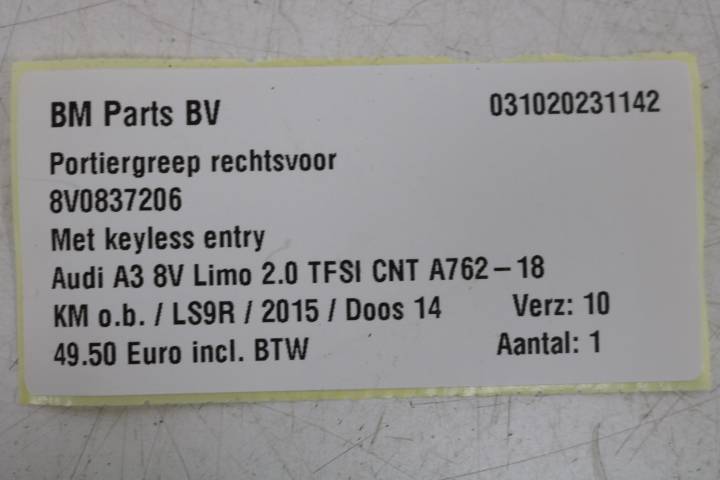 BM Parts BV 031020231142
Portiergreep rechtsvoor
8V0837206
Met keyless entry
Audi A3 8V Limo 2.0 TFSI CNT A762-18
KM o.b. / LS9R / 2015 / Doos 14 Verz: 10
49.50 Euro incl. BTW Aantal: 1